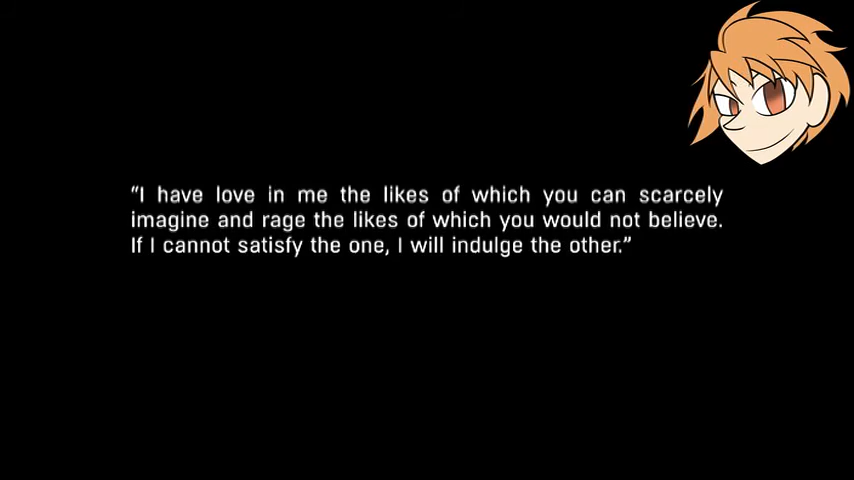 “I have love in me the likes of which you can scarcely
imagine and rage the likes of which you would not believe.
If I cannot satisfy the one, I will indulge the other.”